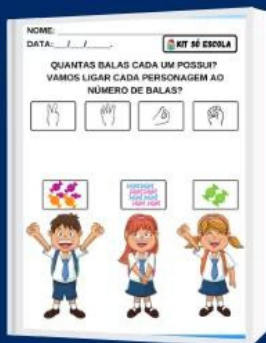 NOME:
DATA: / / .
KIT SÓ ESCOLA
QUANTAS BALAS CADA UM POSSUI?
VAMOS LIGAR CADA PERSONAGEM AO
NÚMERO DE BALAS?